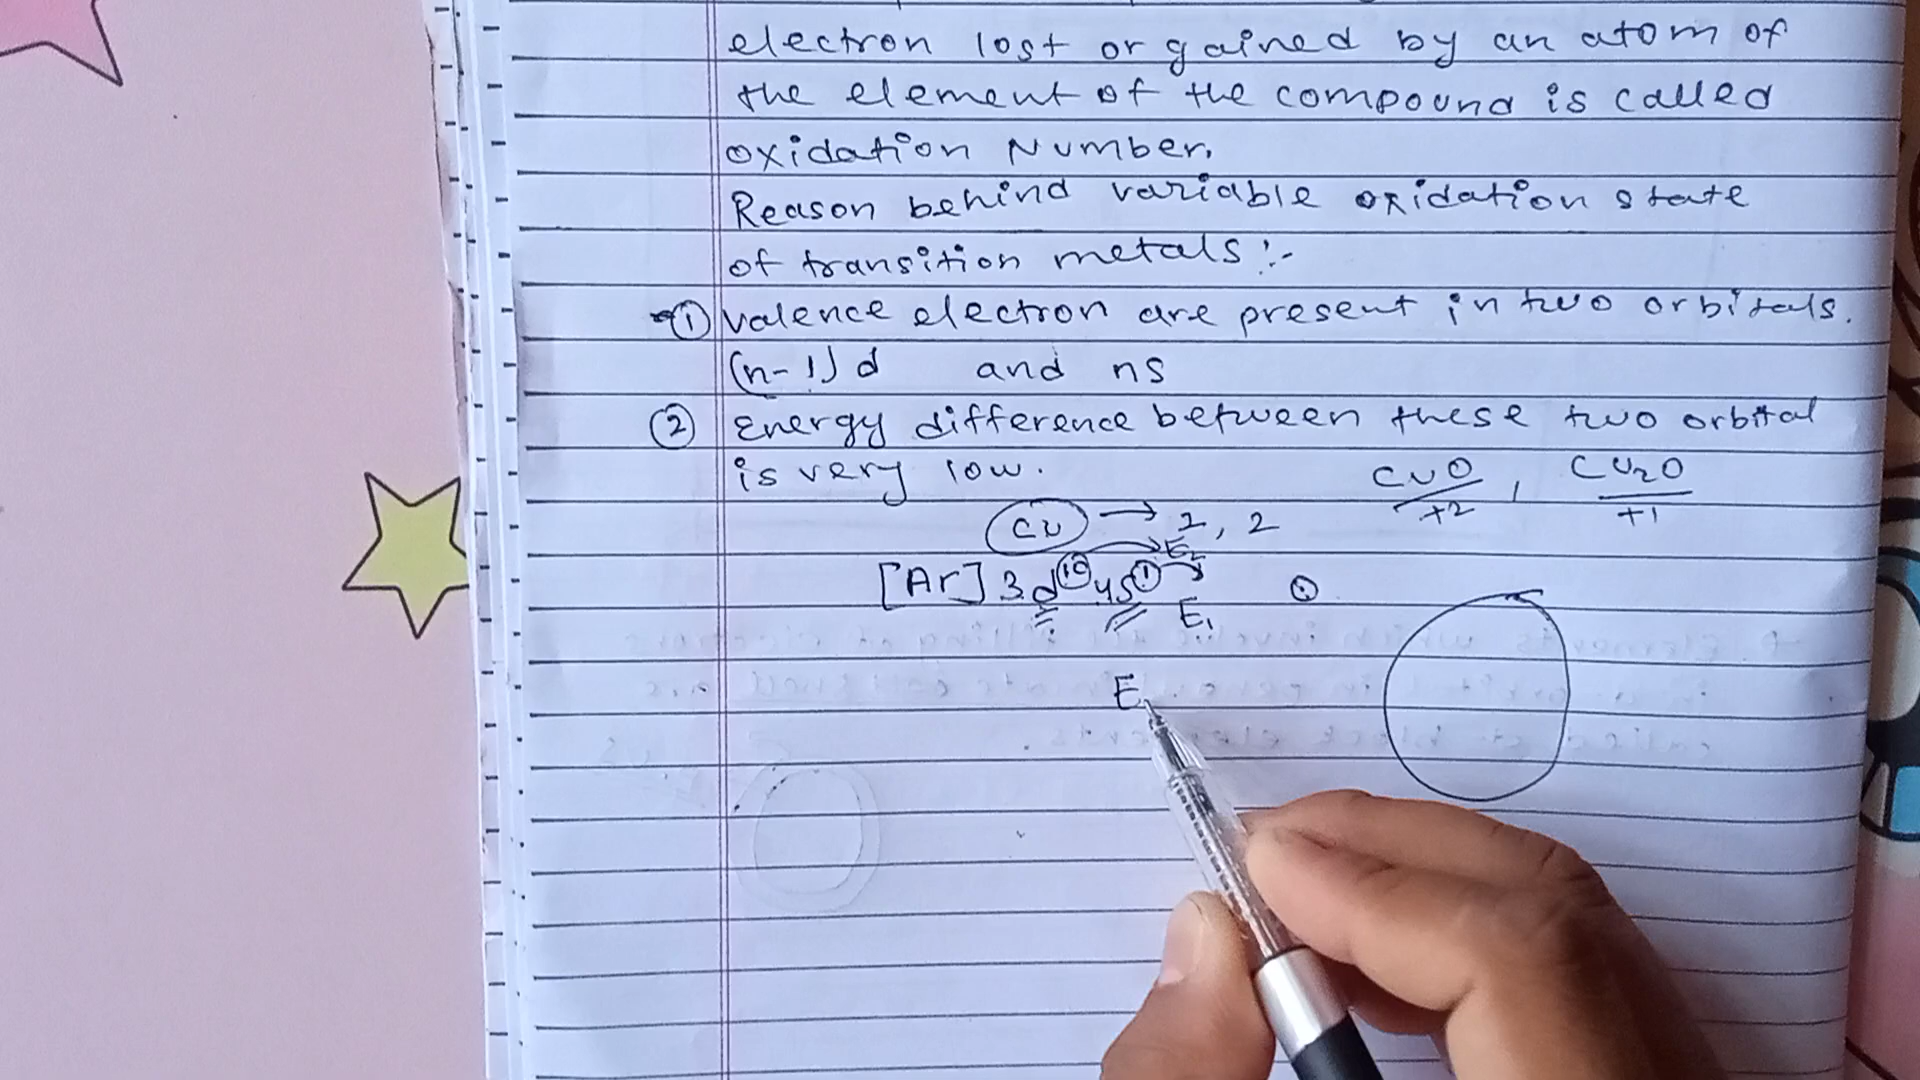 electron lost or gained by an atom of
the element of the compound is called
oxidation Number.
Reason behind variable oxidation state
of transition metals :-
① valence electron are present in two orbitals.
(n-1) d and ns
② Energy difference between these two orbital
is very low.
CuO , Cu2O
+2 +1
Cu → 1, 2
E2
[Ar] 3d10 4s1
E1
E